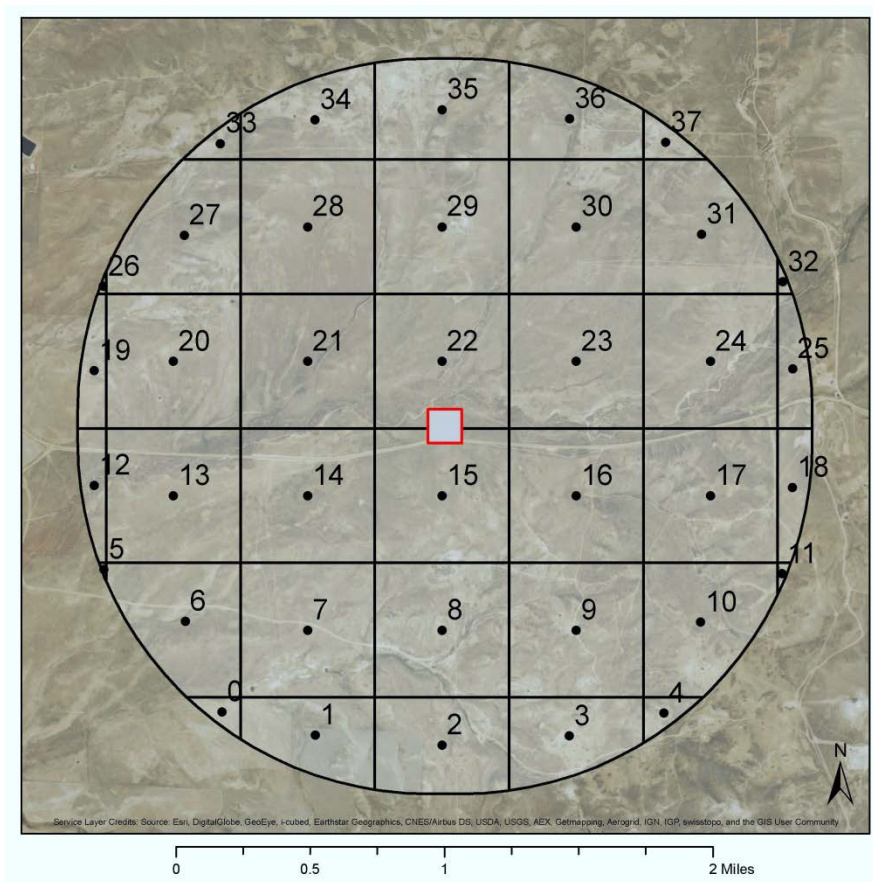 34 35 36
33 37
27 28 29 30 31
26 32
19 20 21 22 23 24 25
12 13 14 15 16 17 18
5 11
6 7 8 9 10
0 4
1 2 3
N
Service Layer Credits: Source: Esri, DigitalGlobe, GeoEye, i-cubed, Earthstar Geographics, CNES/Airbus DS, USDA, USGS, AEX, Getmapping, Aerogrid, IGN, IGP, swisstopo, and the GIS User Community
0 0.5 1 2 Miles